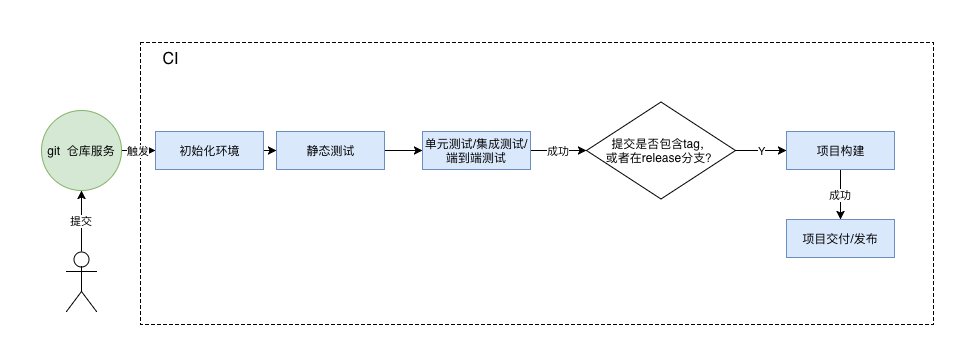 CI
git 仓库服务
触发
初始化环境
静态测试
单元测试/集成测试/
端到端测试
成功
提交是否包含tag,
或者在release分支?
Y
项目构建
成功
提交
项目交付/发布